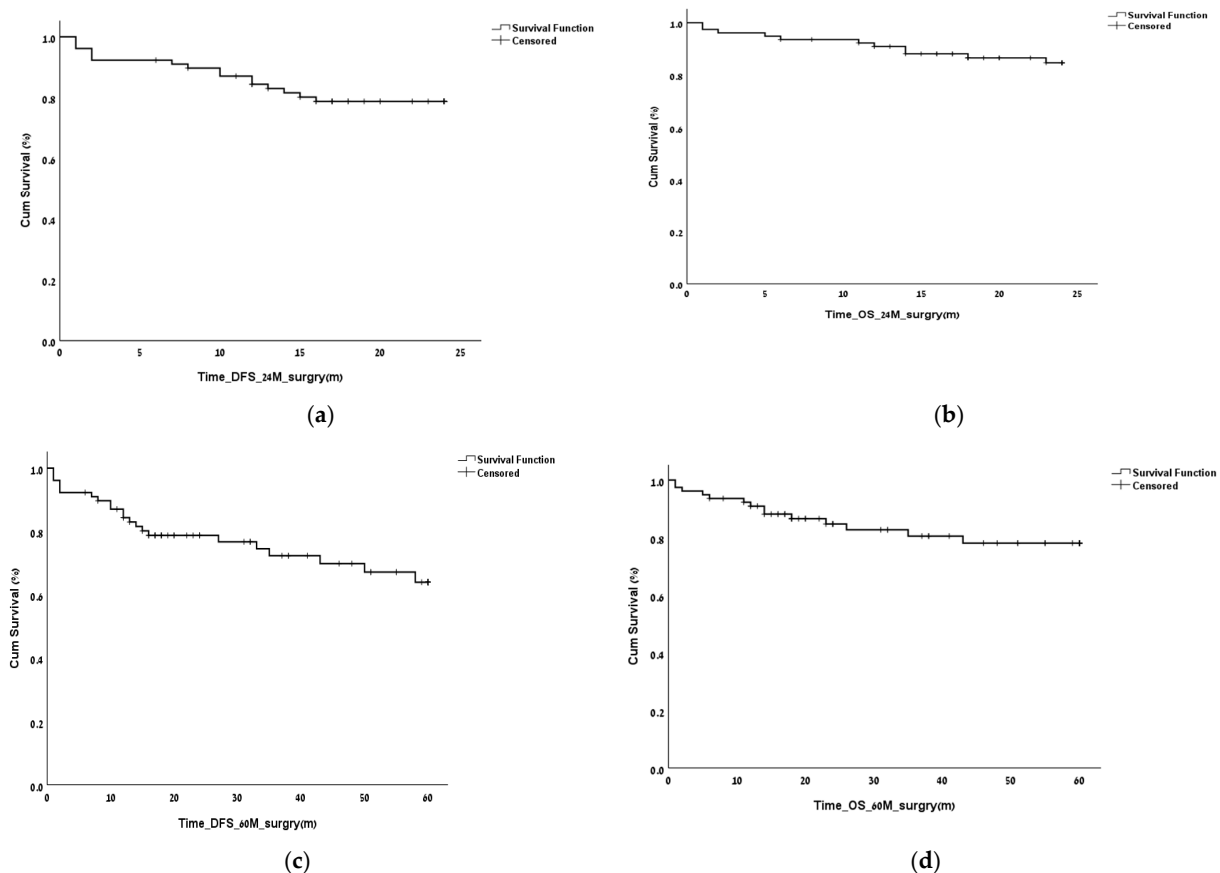 Survival Function
Censored
1.0
0.8
0.6
0.4
0.2
0.0
Cum Survival (%)
0 5 10 15 20 25
Time_DFS_24M_surgry(m)
(a)
Survival Function
Censored
1.0
0.8
0.6
0.4
0.2
0.0
Cum Survival (%)
0 5 10 15 20 25
Time_OS_24M_surgry(m)
(b)
Survival Function
Censored
1.0
0.8
0.6
0.4
0.2
0.0
Cum Survival (%)
0 10 20 30 40 50 60
Time_DFS_60M_surgry(m)
(c)
Survival Function
Censored
1.0
0.8
0.6
0.4
0.2
0.0
Cum Survival (%)
0 10 20 30 40 50 60
Time_OS_60M_surgry(m)
(d)